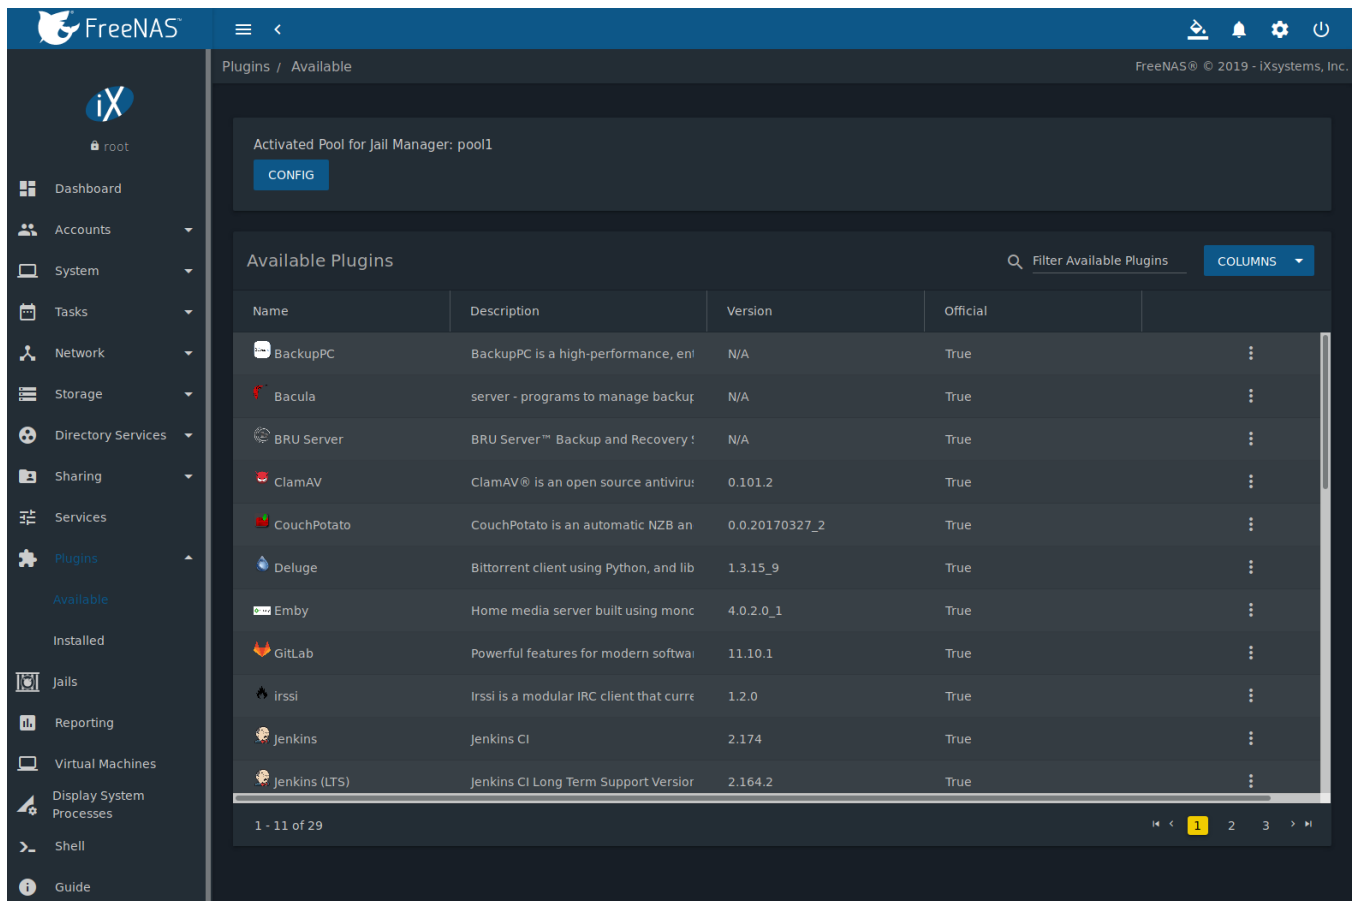 FreeNAS™
Plugins / Available
FreeNAS® © 2019 - iXsystems, Inc.
iX
root
Dashboard
Accounts
System
Tasks
Network
Storage
Directory Services
Sharing
Services
Plugins
Available
Installed
Jails
Reporting
Virtual Machines
Display System
Processes
Shell
Guide
Activated Pool for Jail Manager: pool1
CONFIG
Available Plugins
Filter Available Plugins
COLUMNS
Name Description Version Official
BackupPC BackupPC is a high-performance, ent N/A True
Bacula server - programs to manage backup N/A True
BRU Server BRU Server™ Backup and Recovery S N/A True
ClamAV ClamAV® is an open source antivirus 0.101.2 True
CouchPotato CouchPotato is an automatic NZB an 0.0.20170327_2 True
Deluge Bittorrent client using Python, and lib 1.3.15_9 True
Emby Home media server built using mono 4.0.2.0_1 True
GitLab Powerful features for modern softwar 11.10.1 True
irssi Irssi is a modular IRC client that curre 1.2.0 True
Jenkins Jenkins CI 2.174 True
Jenkins (LTS) Jenkins CI Long Term Support Version 2.164.2 True
1 - 11 of 29
1 2 3